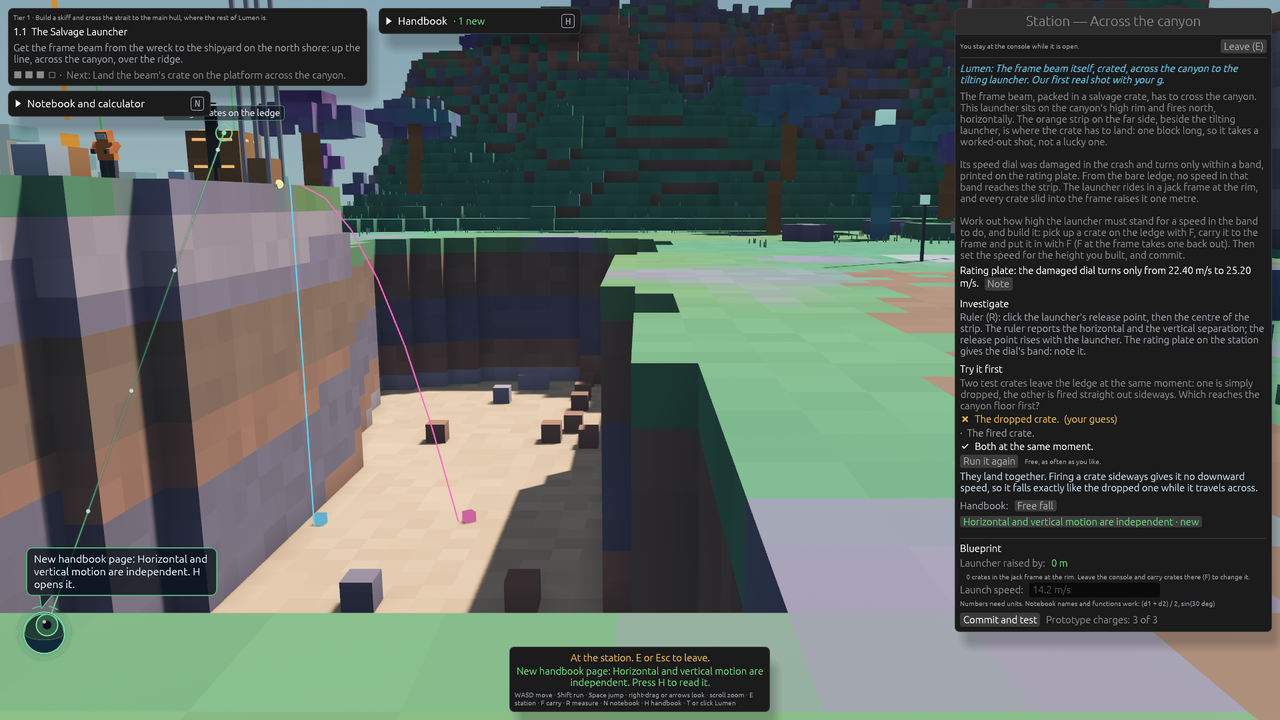 Tier 1 · Build a skiff and cross the strait to the main hull, where the rest of Lumen is.
1.1 The Salvage Launcher
Get the frame beam from the wreck to the shipyard on the north shore: up the
line, across the canyon, over the ridge.
· Next: Land the beam's crate on the platform across the canyon.
Notebook and calculator N
ates on the ledge
Handbook · 1 new H
Station — Across the canyon
You stay at the console while it is open. Leave (E)
Lumen: The frame beam itself, crated, across the canyon to the
tilting launcher. Our first real shot with your g.
The frame beam, packed in a salvage crate, has to cross the canyon.
Rim launcher sits on the canyon's high rim and fires north,
horizontally. The orange strip on the far side, beside the tilting
launcher, is where the crate has to land: one block long, so it takes a
worked-out shot, not a lucky one.
Its speed dial was damaged in the crash and turns only within a band,
printed on the rating plate. From the bare ledge, no speed in that
band reaches the strip. The launcher rides in a jack frame at the rim,
and every crate slid into the frame raises it one metre.
Work out how high the launcher must stand for a speed in the band
to do, and build it: pick up a crate on the ledge with F, carry it to the
frame and put it in with F (F at the frame takes one back out). Then
set the speed for the height you built, and commit.
Rating plate: the damaged dial turns only from 22.40 m/s to 25.20
m/s. Note
Investigate
Ruler (R): click the launcher's release point, then the centre of the
strip. The ruler reports the horizontal and the vertical separation; the
release point rises with the launcher. The rating plate on the station
gives the dial's band: note it.
Try it first
Two test crates leave the ledge at the same moment: one is simply
dropped, the other is fired straight out sideways. Which reaches the
canyon floor first?
× The dropped crate. (your guess)
· The fired crate.
✓ Both at the same moment.
Run it again Free, as often as you like.
They land together. Firing a crate sideways gives it no downward
speed, so it falls exactly like the dropped one while it travels across.
Handbook: Free fall
Horizontal and vertical motion are independent · new
Blueprint
Launcher raised by: 0 m
0 crates in the jack frame at the rim. Leave the console and carry crates there (F) to change it.
Launch speed: 14.2 m/s
Numbers need units. Notebook names and functions work: (d1 + d2) / 2, sin(30 deg)
Commit and test Prototype charges: 3 of 3
New handbook page: Horizontal and
vertical motion are independent. H
opens it.
At the station. E or Esc to leave.
New handbook page: Horizontal and vertical motion are
independent. Press H to read it.
WASD move · Shift run · Space jump · right-drag or arrows look · scroll zoom · E
station · F carry · R measure · N notebook · H handbook · T or click Lumen